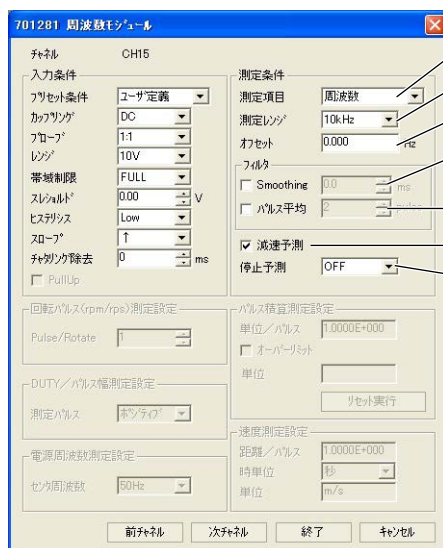 701281 周波数モジュール
チャネル CH15
入力条件
プリセット条件 ユーザ定義
カップリング DC
プローブ 1:1
レンジ 10V
帯域制限 FULL
スレショルド 0.00 V
ヒステリシス Low
スロープ ↑
チャタリング除去 0 ms
PullUp
測定条件
測定項目 周波数
測定レンジ 10kHz
オフセット 0.000 Hz
フィルタ
Smoothing 0.0 ms
パルス平均 2 pulse
減速予測
停止予測 OFF
回転パルス(rpm/rps)測定設定
Pulse/Rotate 1
DUTY/パルス幅測定設定
測定パルス ポジティブ
電源周波数測定設定
センタ周波数 50Hz
パルス積算測定設定
単位/パルス 1.0000E+000
オーバーリミット
単位
リセット実行
速度測定設定
距離/パルス 1.0000E+000
時単位 秒
単位 m/s
前チャネル 次チャネル 終了 キャンセル